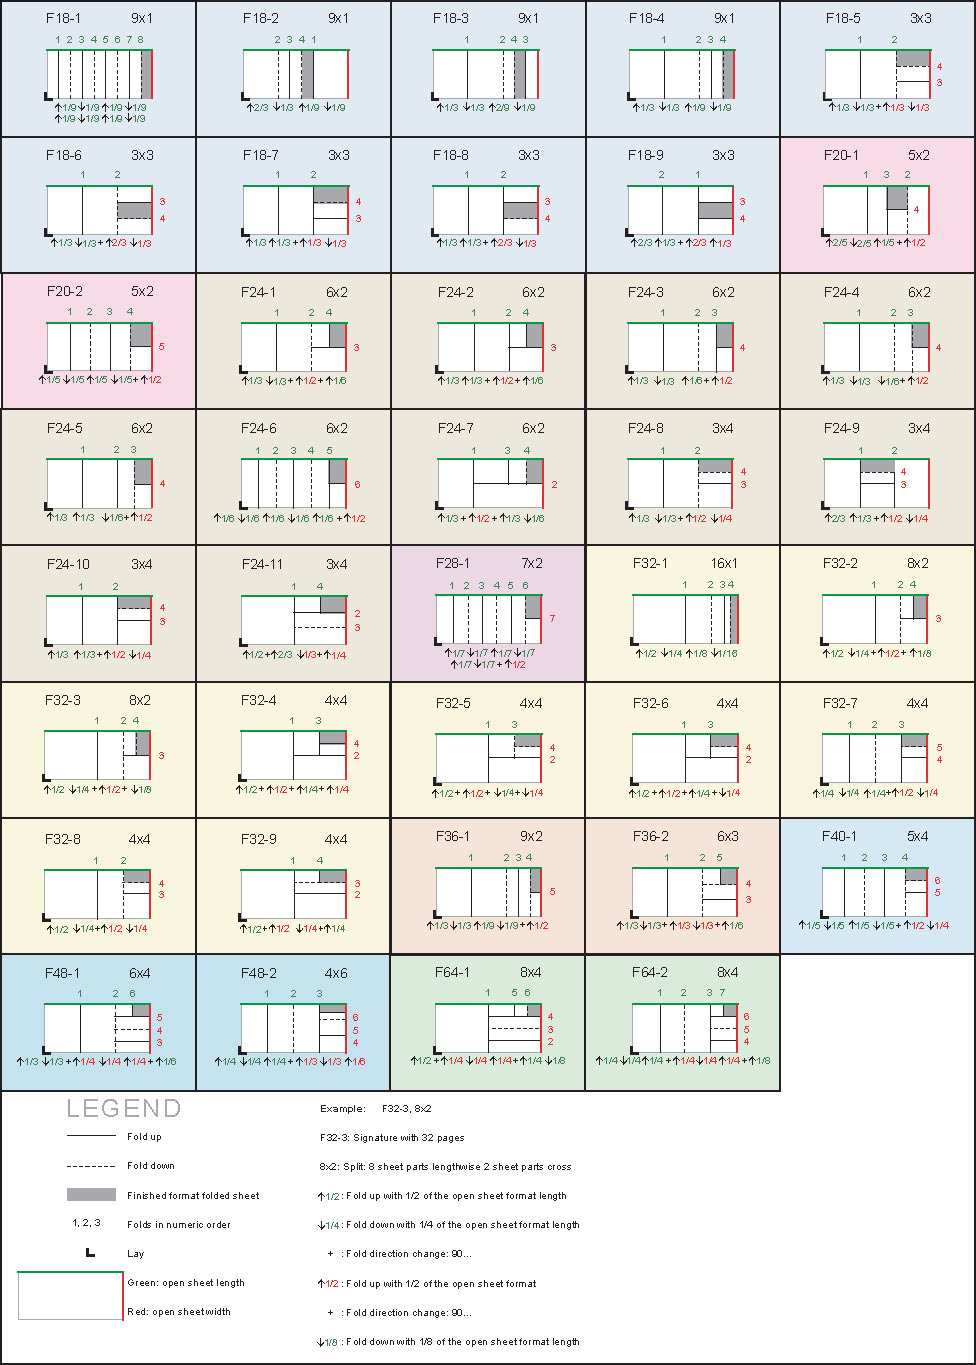 F18-1 9x1
1 2 3 4 5 6 7 8
↑1/9 ↓1/9 ↑1/9 ↓1/9
↑1/9 ↓1/9 ↑1/9 ↓1/9
F18-2 9x1
2 3 4 1
↑2/3 ↓1/3 ↑1/9 ↓1/9
F18-3 9x1
1 2 4 3
↑1/3 ↓1/3 ↑2/9 ↓1/9
F18-4 9x1
1 2 3 4
↑1/3 ↓1/3 ↑1/9 ↓1/9
F18-5 3x3
1 2
4
3
↑1/3 ↓1/3+↑1/3 ↓1/3
F18-6 3x3
1 2
3
4
↑1/3 ↓1/3+↑2/3 ↓1/3
F18-7 3x3
1 2
4
3
↑1/3 ↑1/3+↑1/3 ↓1/3
F18-8 3x3
1 2
3
4
↑1/3 ↑1/3+↑2/3 ↓1/3
F18-9 3x3
2 1
3
4
↑2/3 ↑1/3+↑2/3 ↑1/3
F20-1 5x2
1 3 2
4
↑2/5 ↓2/5 ↑1/5+↑1/2
F20-2 5x2
1 2 3 4
5
↑1/5 ↓1/5 ↑1/5 ↓1/5+↑1/2
F24-1 6x2
1 2 4
3
↑1/3 ↓1/3+↑1/2+↑1/6
F24-2 6x2
1 2 4
3
↑1/3 ↑1/3+↑1/2+↑1/6
F24-3 6x2
1 2 3
4
↑1/3 ↓1/3 ↑1/6+↑1/2
F24-4 6x2
1 2 3
4
↑1/3 ↓1/3 ↓1/6+↑1/2
F24-5 6x2
1 2 3
4
↑1/3 ↑1/3 ↓1/6+↑1/2
F24-6 6x2
1 2 3 4 5
6
↑1/6 ↓1/6 ↑1/6 ↓1/6 ↑1/6 +↑1/2
F24-7 6x2
1 3 4
2
↑1/3 +↑1/2+↑1/3 ↓1/6
F24-8 3x4
1 2
4
3
↑1/3 ↓1/3+↑1/2 ↓1/4
F24-9 3x4
1 2
4
3
↑2/3 ↑1/3+↑1/2 ↓1/4
F24-10 3x4
1 2
4
3
↑1/3 ↑1/3+↑1/2 ↓1/4
F24-11 3x4
1 4
2
3
↑1/2+↑2/3 ↓1/3+↑1/4
F28-1 7x2
1 2 3 4 5 6
7
↑1/7 ↓1/7 ↑1/7 ↓1/7
↑1/7 ↓1/7 +↑1/2
F32-1 16x1
1 2 3 4
↑1/2 ↓1/4 ↑1/8 ↓1/16
F32-2 8x2
1 2 4
3
↑1/2 ↓1/4+↑1/2+↑1/8
F32-3 8x2
1 2 4
3
↑1/2 ↓1/4+↑1/2+↓1/8
F32-4 4x4
1 3
4
2
↑1/2+↑1/2+↑1/4+↑1/4
F32-5 4x4
1 3
4
2
↑1/2+↑1/2+↓1/4+↓1/4
F32-6 4x4
1 3
4
2
↑1/2+↑1/2+↑1/4+↓1/4
F32-7 4x4
1 2 3
5
4
↑1/4 ↓1/4 ↑1/4+↑1/2 ↓1/4
F32-8 4x4
1 2
4
3
↑1/2 ↓1/4+↑1/2 ↓1/4
F32-9 4x4
1 4
3
2
↑1/2+↑1/2 ↓1/4+↑1/4
F36-1 9x2
1 2 3 4
5
↑1/3↓1/3 ↑1/9 ↓1/9+↑1/2
F36-2 6x3
1 2 5
4
3
↑1/3↓1/3+↑1/3↓1/3+↑1/6
F40-1 5x4
1 2 3 4
6
5
↑1/5 ↓1/5 ↑1/5 ↓1/5+↑1/2 ↓1/4
F48-1 6x4
1 2 6
5
4
3
↑1/3 ↓1/3 +↑1/4 ↓1/4 ↑1/4+↑1/6
F48-2 4x6
1 2 3
6
5
4
↑1/4 ↓1/4 ↑1/4+↑1/3 ↓1/3 ↑1/6
F64-1 8x4
1 5 6
4
3
2
↑1/2+↑1/4 ↓1/4 ↑1/4+↑1/4 ↓1/8
F64-2 8x4
1 2 3 7
6
5
4
↑1/4 ↓1/4↑1/4 +↑1/4 ↓1/4↑1/4+↑1/8
LEGEND
Fold up
Fold down
Finished format folded sheet
1, 2, 3 Folds in numeric order
Lay
Green: open sheet length
Red: open sheet width
Example: F32-3, 8x2
F32-3: Signature with 32 pages
8x2: Split: 8 sheet parts lengthwise 2 sheet parts cross
↑1/2: Fold up with 1/2 of the open sheet format length
↓1/4: Fold down with 1/4 of the open sheet format length
+ : Fold direction change: 90...
↑1/2 : Fold up with 1/2 of the open sheet format
+ : Fold direction change: 90...
↓1/8 : Fold down with 1/8 of the open sheet format length